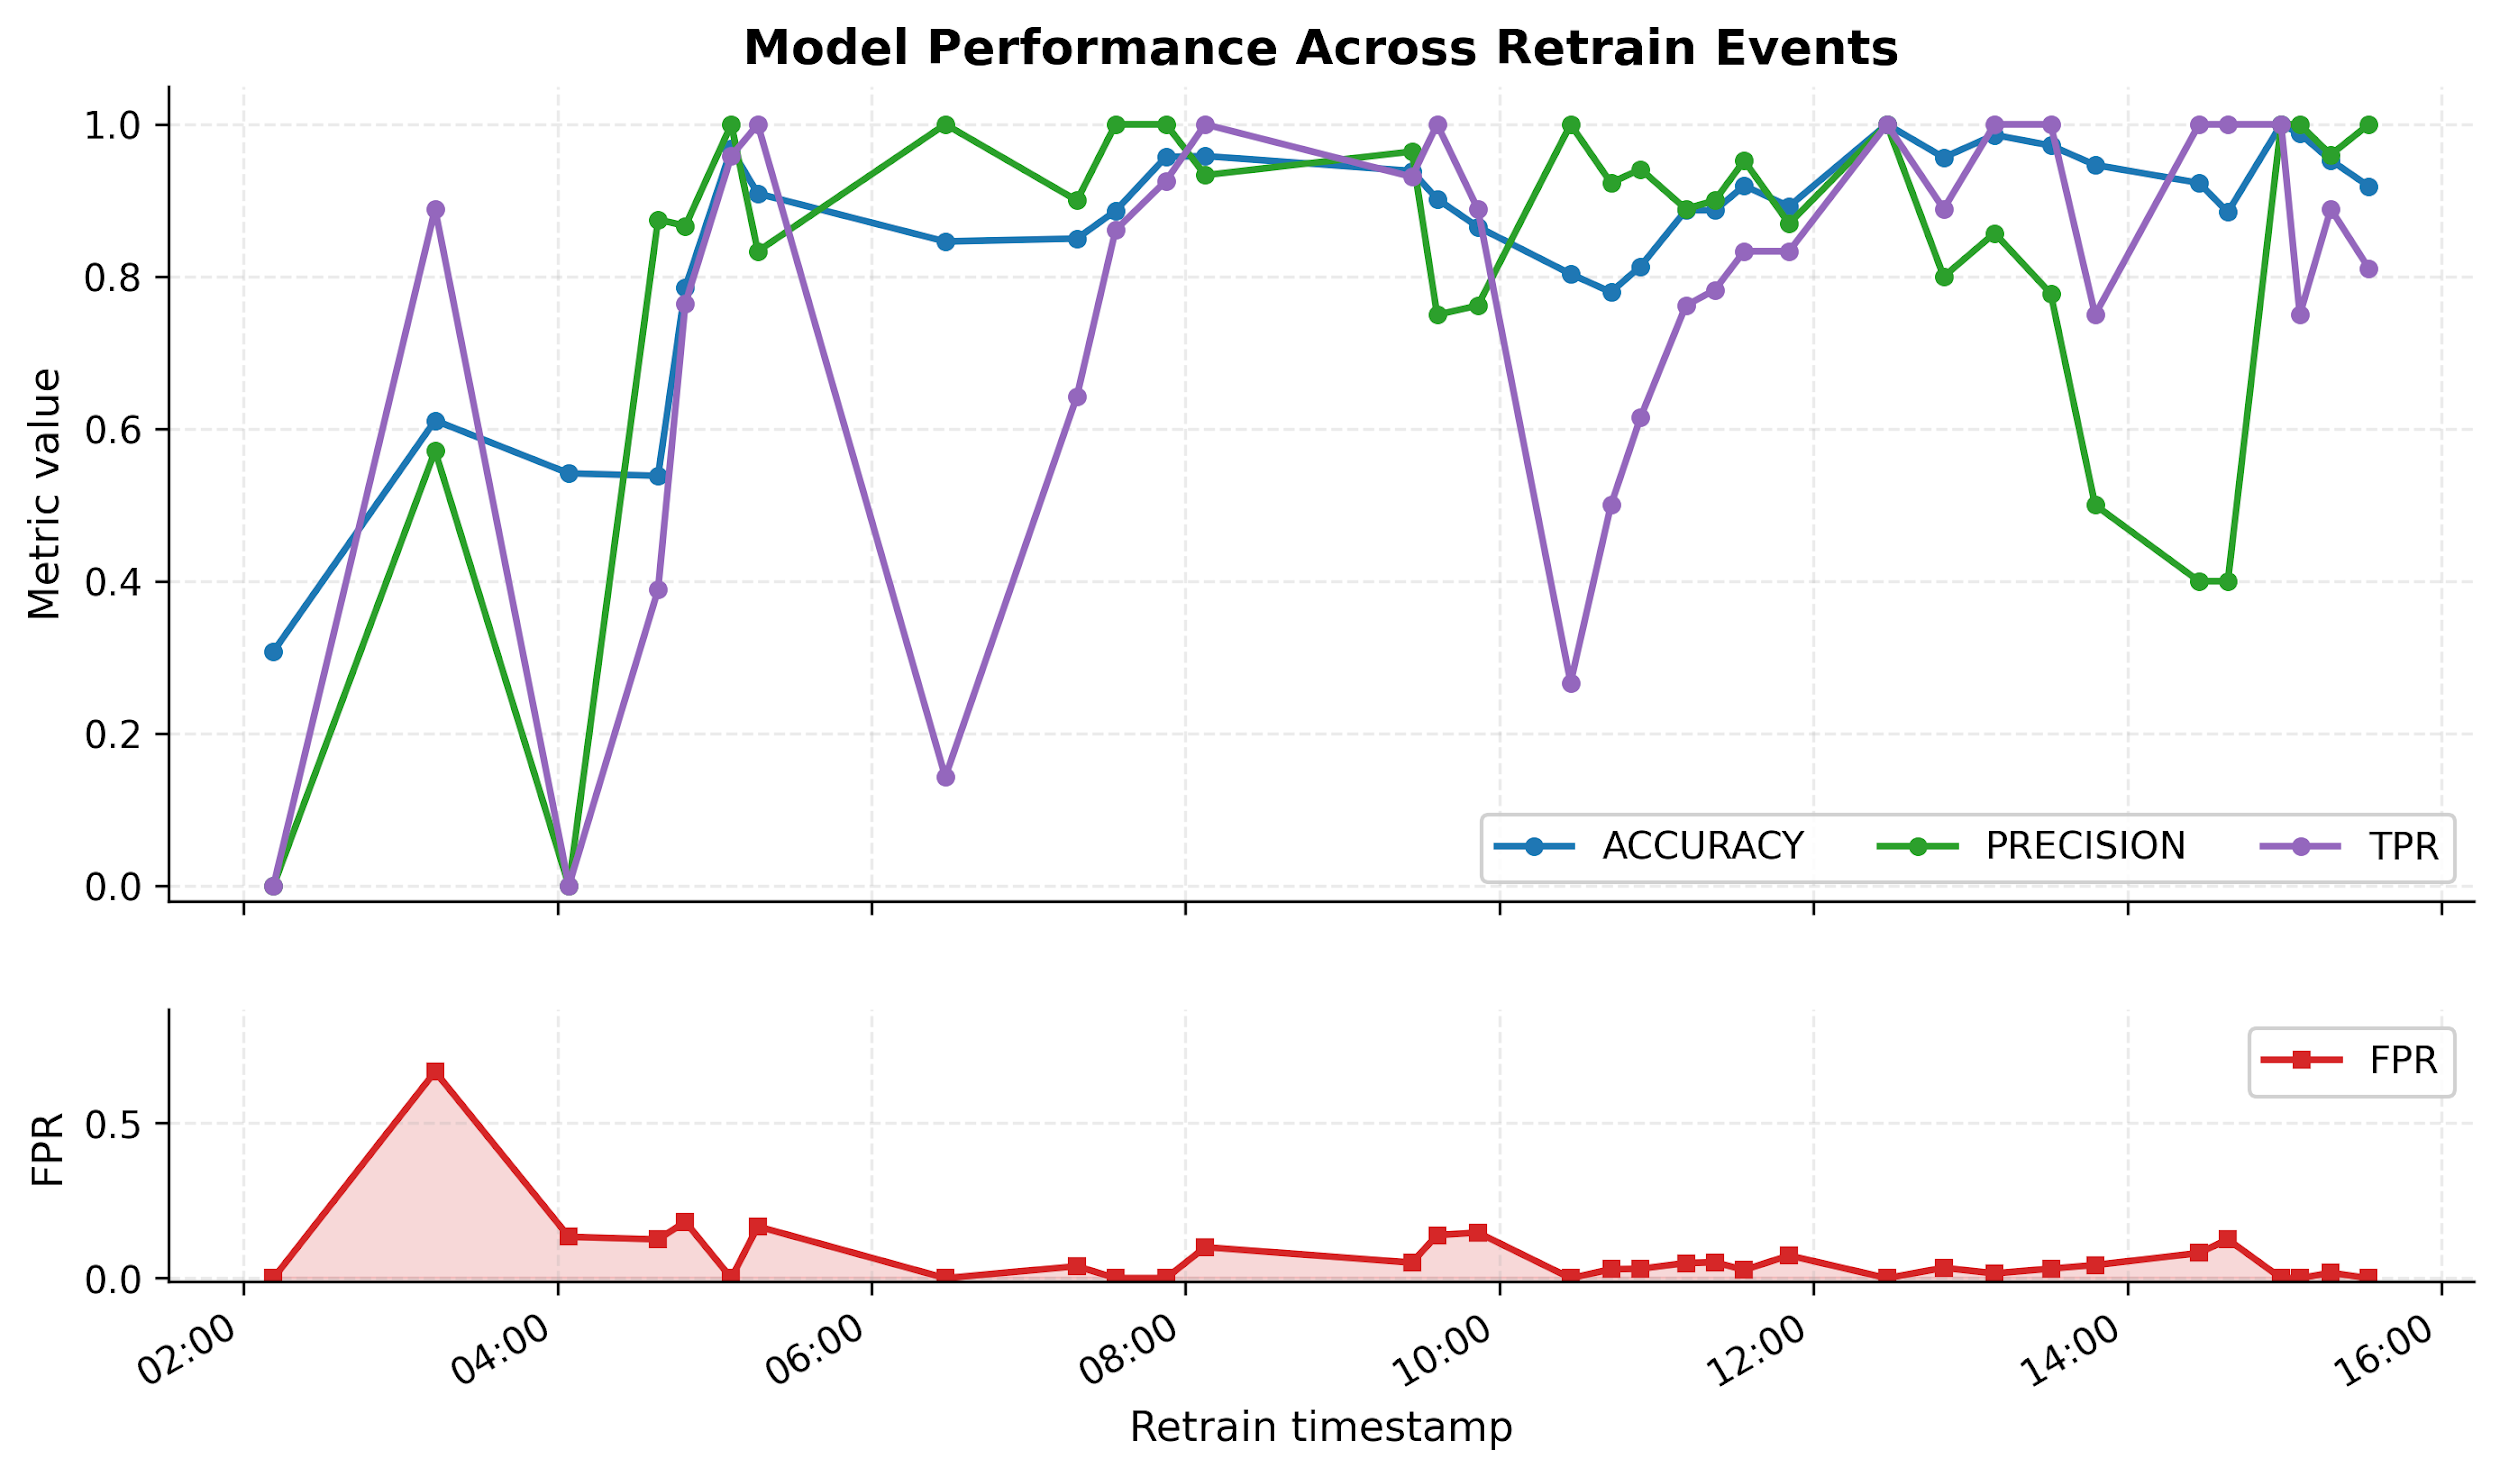 Model Performance Across Retrain Events
Metric value
1.0
0.8
0.6
0.4
0.2
0.0
ACCURACY PRECISION TPR
FPR
0.5
0.0
FPR
02:00 04:00 06:00 08:00 10:00 12:00 14:00 16:00
Retrain timestamp